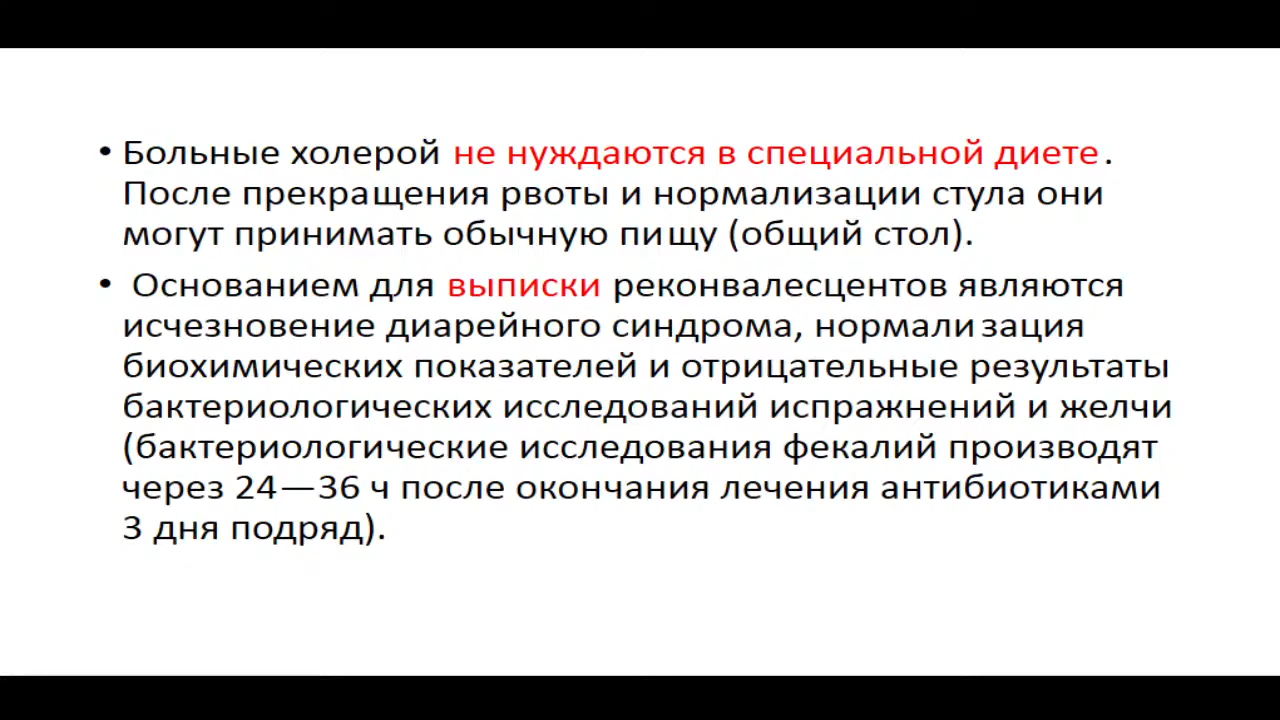 • Больные холерой не нуждаются в специальной диете.
После прекращения рвоты и нормализации стула они
могут принимать обычную пищу (общий стол).
• Основанием для выписки реконвалесцентов являются
исчезновение диарейного синдрома, нормализация
биохимических показателей и отрицательные результаты
бактериологических исследований испражнений и желчи
(бактериологические исследования фекалий производят
через 24—36 ч после окончания лечения антибиотиками
3 дня подряд).